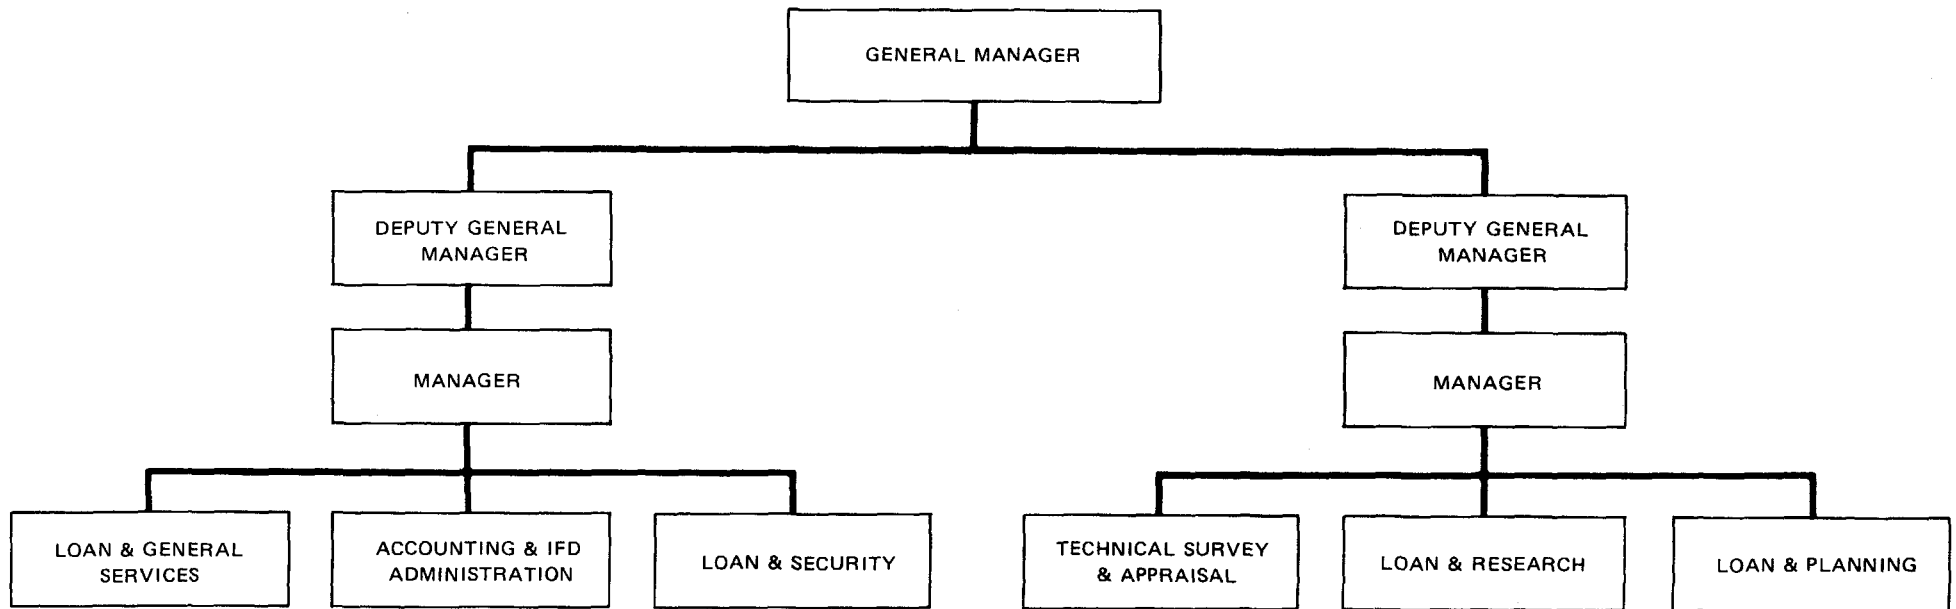 GENERAL MANAGER
DEPUTY GENERAL
MANAGER
DEPUTY GENERAL
MANAGER
MANAGER
MANAGER
LOAN & GENERAL
SERVICES
ACCOUNTING & IFD
ADMINISTRATION
LOAN & SECURITY
TECHNICAL SURVEY
& APPRAISAL
LOAN & RESEARCH
LOAN & PLANNING